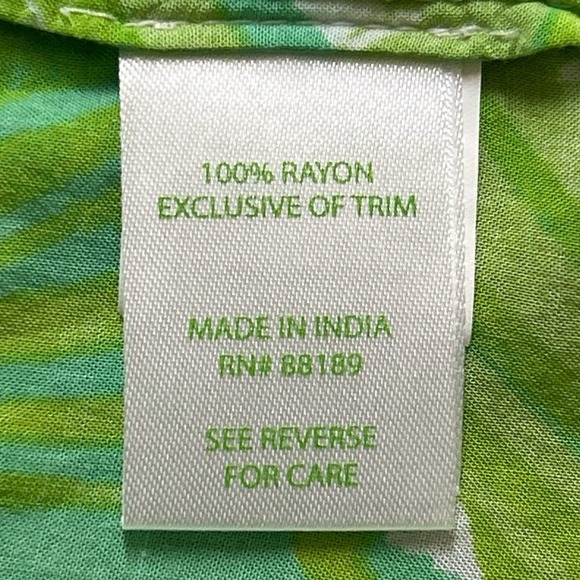 100% RAYON
EXCLUSIVE OF TRIM
MADE IN INDIA
RN# 88189
SEE REVERSE
FOR CARE